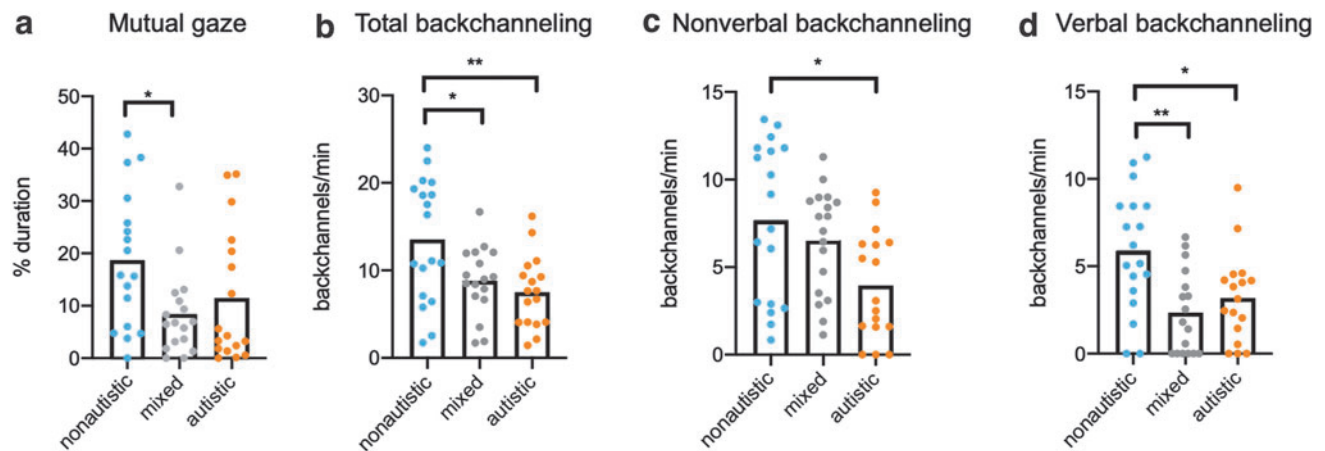 a Mutual gaze
% duration
50
40
30
20
10
0
*
nonautistic
mixed
autistic
b Total backchanneling
backchannels/min
30
20
10
0
**
*
nonautistic
mixed
autistic
c Nonverbal backchanneling
backchannels/min
15
10
5
0
*
nonautistic
mixed
autistic
d Verbal backchanneling
backchannels/min
15
10
5
0
*
**
nonautistic
mixed
autistic